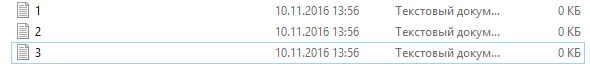 1 10.11.2016 13:56 Текстовый докум... 0 КБ
2 10.11.2016 13:56 Текстовый докум... 0 КБ
3 10.11.2016 13:56 Текстовый докум... 0 КБ